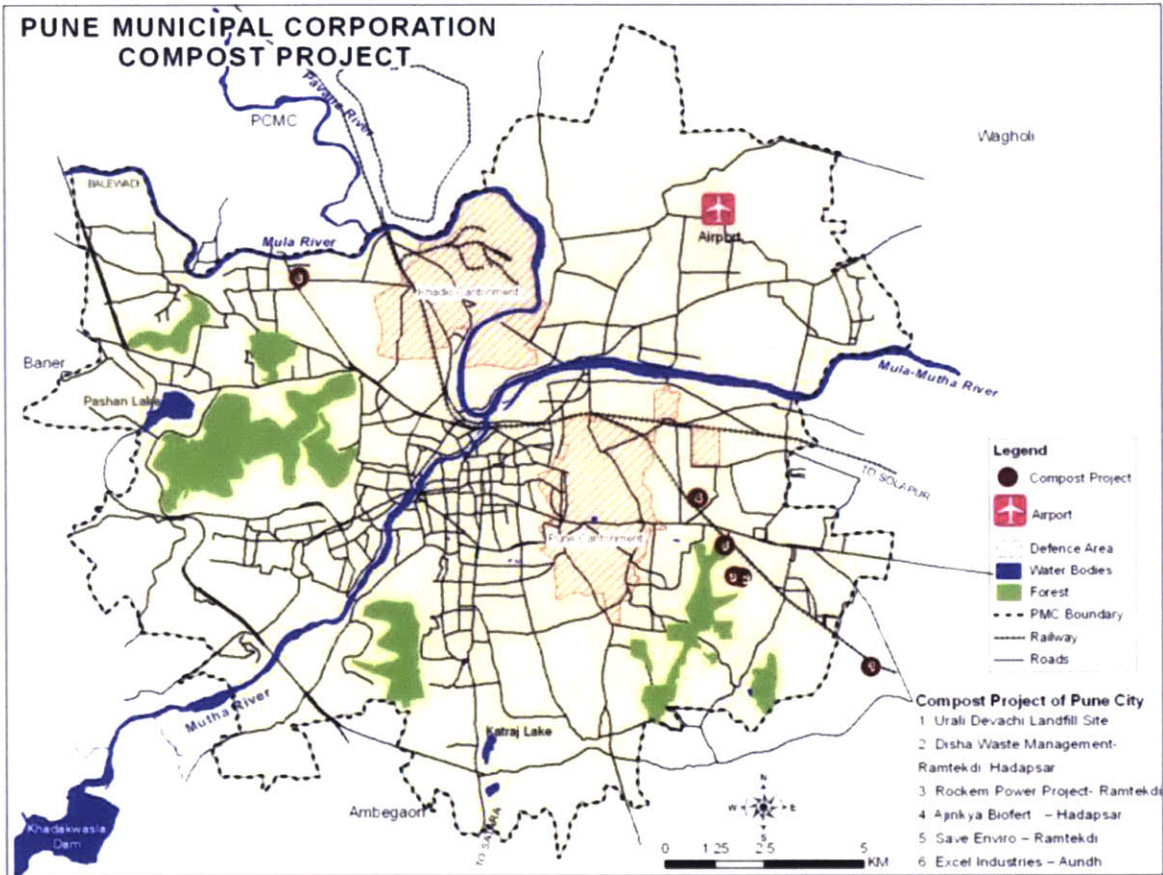 PUNE MUNICIPAL CORPORATION
COMPOST PROJECT
Pavana River
PCMC
Wagholi
BALEWADI
Airport
Mula River
Khadki Cantonment
Baner
Mula-Mutha River
Pashan Lake
Legend
Compost Project
Airport
Defence Area
Water Bodies
Forest
PMC Boundary
Railway
Roads
TO SOLAPUR
4
Pune Cantonment
1
Mutha River
Katraj Lake
Ambegaon
TO SATARA
Khadakwasla
Dam
N
W E
S
0 1.25 2.5 5
KM
Compost Project of Pune City
1 Urali Devachi Landfill Site
2 Disha Waste Management-
Ramtekdi Hadapsar
3 Rockem Power Project- Ramtekdi
4 Ajinkya Biofert – Hadapsar
5 Save Enviro – Ramtekdi
6 Excel Industries – Aundh